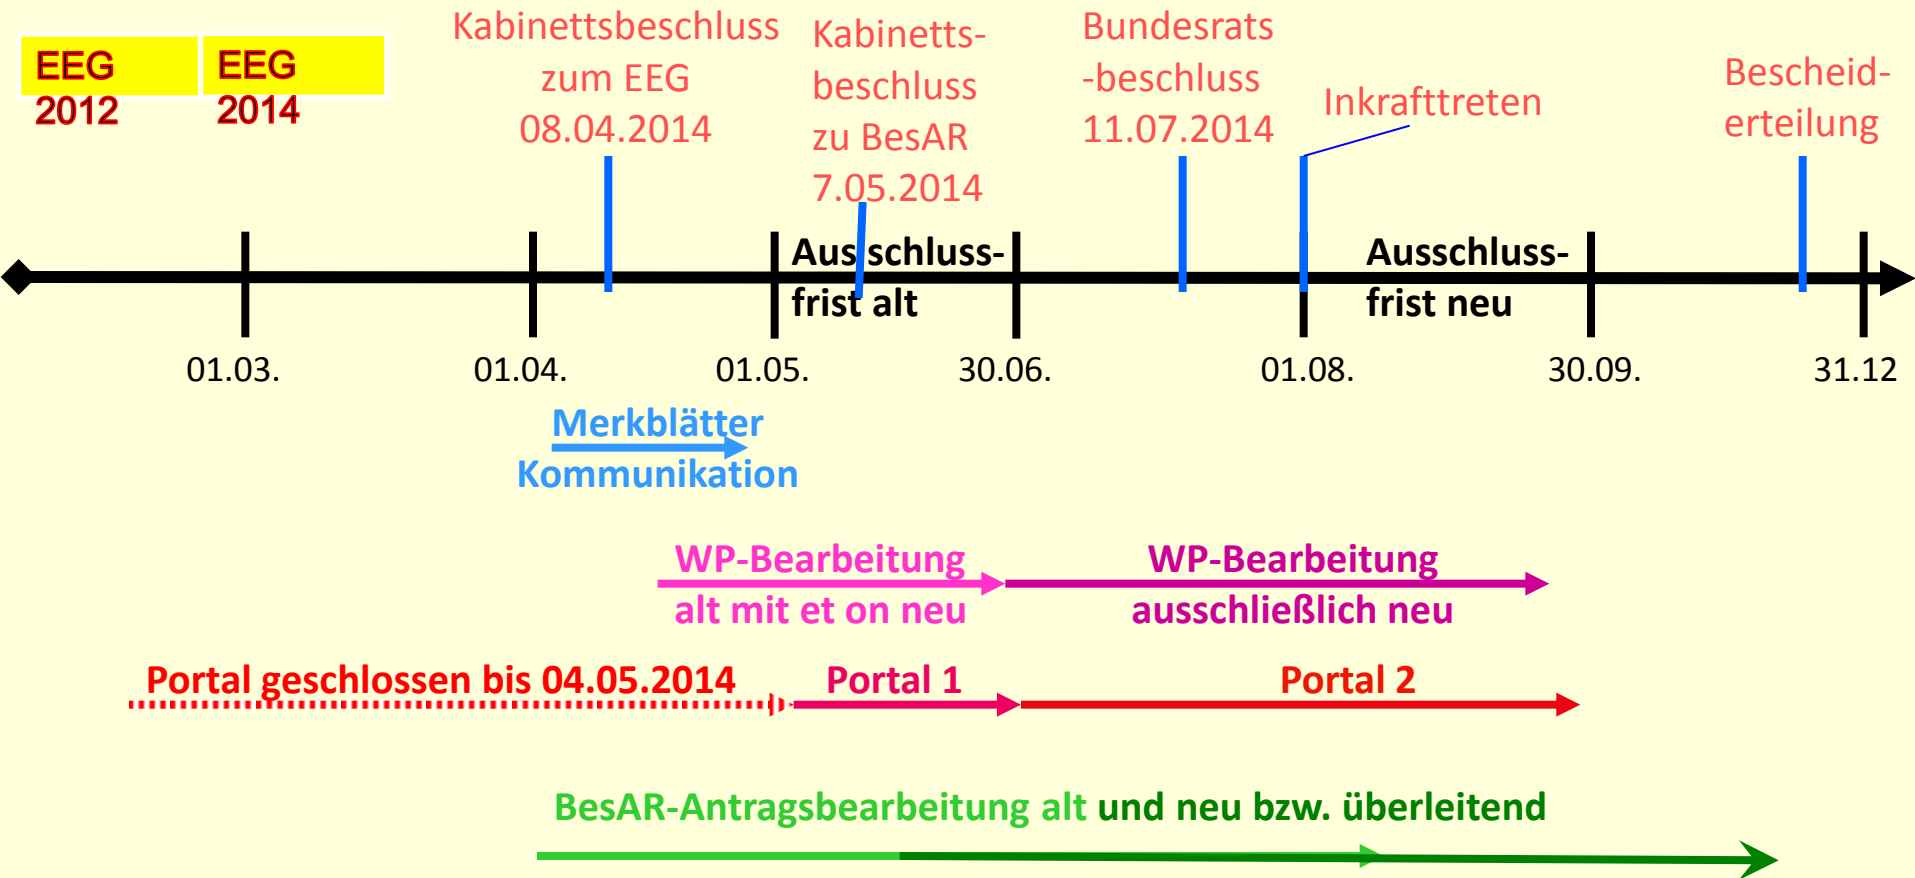 EEG
2012
EEG
2014
Kabinettsbeschluss
zum EEG
08.04.2014
Kabinetts-
beschluss
zu BesAR
7.05.2014
Bundesrats
-beschluss
11.07.2014
Inkrafttreten
Bescheid-
erteilung
Ausschluss-
frist alt
Ausschluss-
frist neu
01.03.
01.04.
01.05.
30.06.
01.08.
30.09.
31.12
Merkblätter
Kommunikation
WP-Bearbeitung
alt mit et on neu
WP-Bearbeitung
ausschließlich neu
Portal geschlossen bis 04.05.2014
Portal 1
Portal 2
BesAR-Antragsbearbeitung alt und neu bzw. überleitend